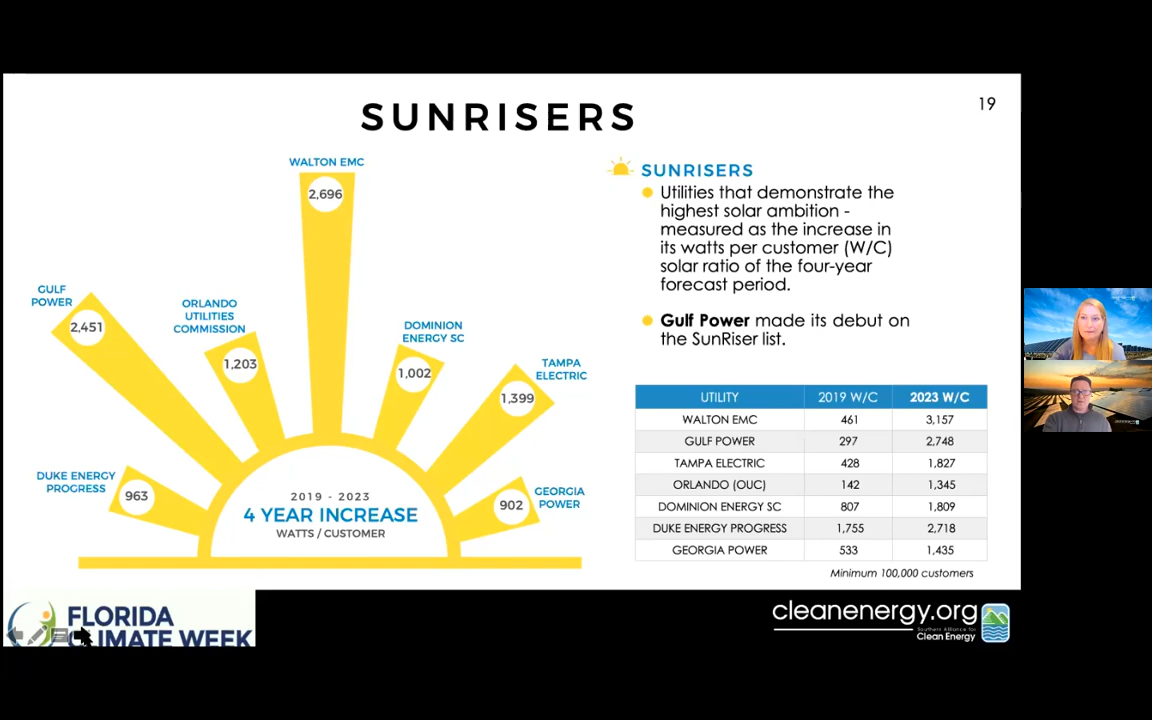 SUNRISERS
19
WALTON EMC
2,696
GULF
POWER
2,451
ORLANDO
UTILITIES
COMMISSION
1,203
DOMINION
ENERGY SC
1,002
TAMPA
ELECTRIC
1,399
DUKE ENERGY
PROGRESS
963
GEORGIA
POWER
902
2019 - 2023
4 YEAR INCREASE
WATTS / CUSTOMER
SUNRISERS
Utilities that demonstrate the
highest solar ambition -
measured as the increase in
its watts per customer (W/C)
solar ratio of the four-year
forecast period.
Gulf Power made its debut on
the SunRiser list.
UTILITY 2019 W/C 2023 W/C
WALTON EMC 461 3,157
GULF POWER 297 2,748
TAMPA ELECTRIC 428 1,827
ORLANDO (OUC) 142 1,345
DOMINION ENERGY SC 807 1,809
DUKE ENERGY PROGRESS 1,755 2,718
GEORGIA POWER 533 1,435
Minimum 100,000 customers
FLORIDA
CLIMATE WEEK
cleanenergy.org
Southern Alliance for
Clean Energy